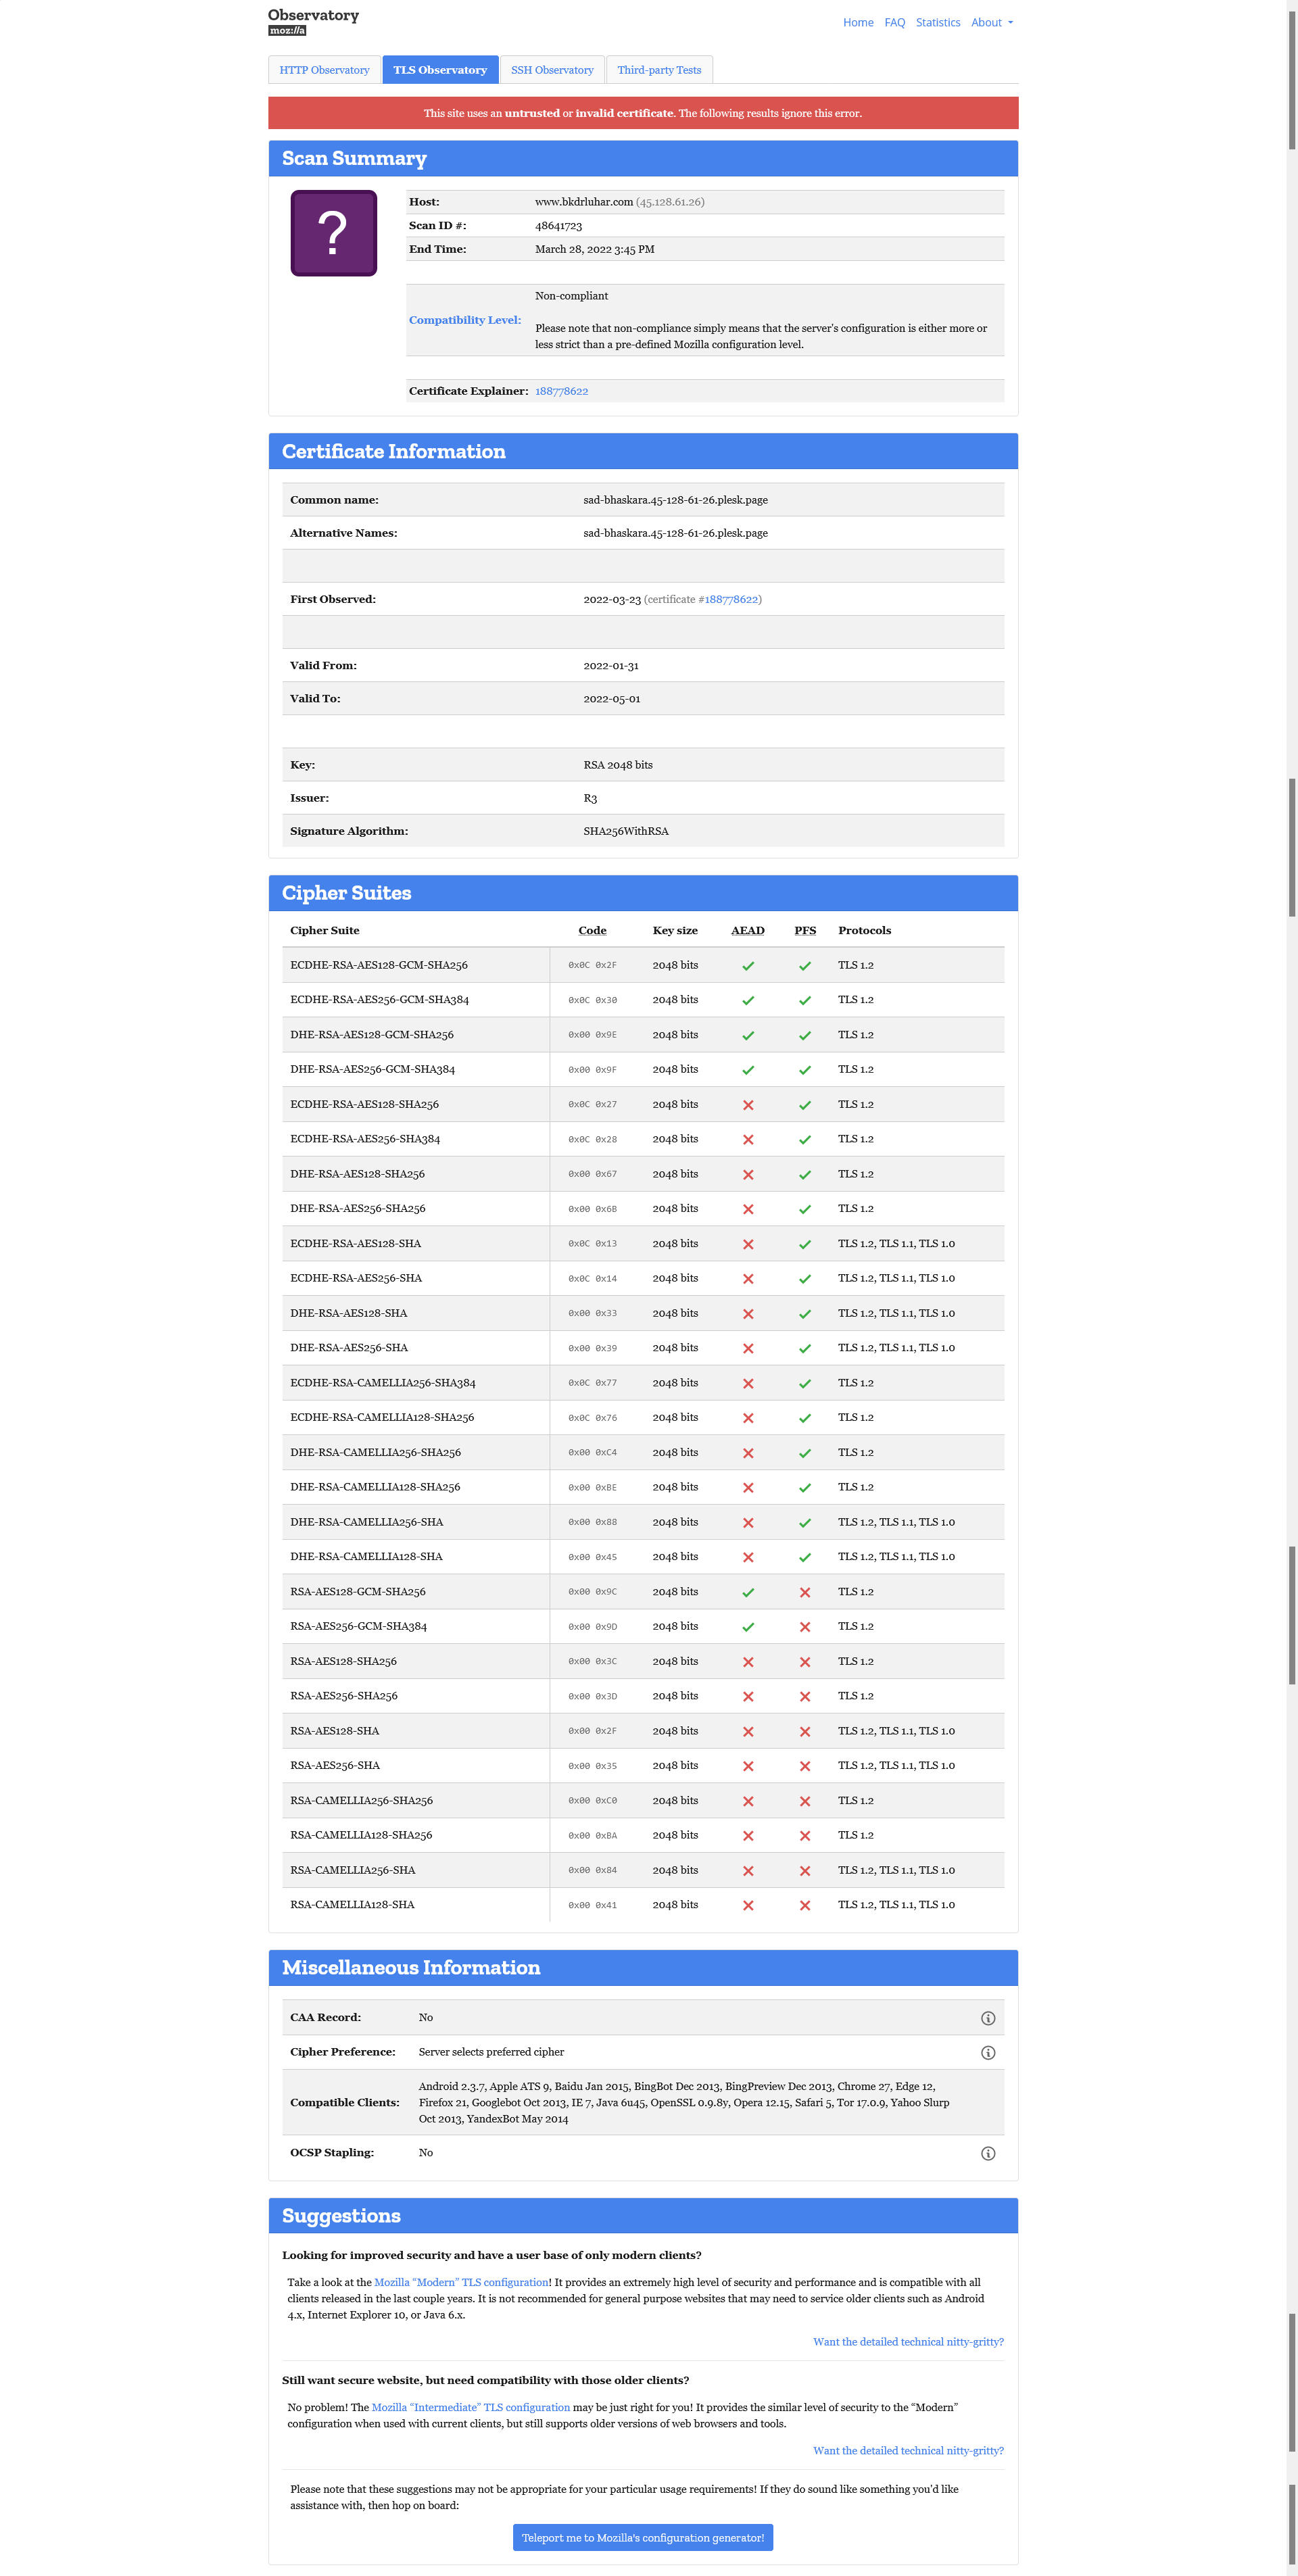 Observatory
moz://a
Home FAQ Statistics About
HTTP Observatory TLS Observatory SSH Observatory Third-party Tests
This site uses an untrusted or invalid certificate. The following results ignore this error.
Scan Summary
?
Host: www.bkdrluhar.com (45.128.61.26)
Scan ID #: 48641723
End Time: March 28, 2022 3:45 PM
Compatibility Level: Non-compliant
Please note that non-compliance simply means that the server's configuration is either more or
less strict than a pre-defined Mozilla configuration level.
Certificate Explainer: 188778622
Certificate Information
Common name: sad-bhaskara.45-128-61-26.plesk.page
Alternative Names: sad-bhaskara.45-128-61-26.plesk.page
First Observed: 2022-03-23 (certificate #188778622)
Valid From: 2022-01-31
Valid To: 2022-05-01
Key: RSA 2048 bits
Issuer: R3
Signature Algorithm: SHA256WithRSA
Cipher Suites
Cipher Suite Code Key size AEAD PFS Protocols
ECDHE-RSA-AES128-GCM-SHA256 0x0C 0x2F 2048 bits ✓ ✓ TLS 1.2
ECDHE-RSA-AES256-GCM-SHA384 0x0C 0x30 2048 bits ✓ ✓ TLS 1.2
DHE-RSA-AES128-GCM-SHA256 0x00 0x9E 2048 bits ✓ ✓ TLS 1.2
DHE-RSA-AES256-GCM-SHA384 0x00 0x9F 2048 bits ✓ ✓ TLS 1.2
ECDHE-RSA-AES128-SHA256 0x0C 0x27 2048 bits ✗ ✓ TLS 1.2
ECDHE-RSA-AES256-SHA384 0x0C 0x28 2048 bits ✗ ✓ TLS 1.2
DHE-RSA-AES128-SHA256 0x00 0x67 2048 bits ✗ ✓ TLS 1.2
DHE-RSA-AES256-SHA256 0x00 0x6B 2048 bits ✗ ✓ TLS 1.2
ECDHE-RSA-AES128-SHA 0x0C 0x13 2048 bits ✗ ✓ TLS 1.2, TLS 1.1, TLS 1.0
ECDHE-RSA-AES256-SHA 0x0C 0x14 2048 bits ✗ ✓ TLS 1.2, TLS 1.1, TLS 1.0
DHE-RSA-AES128-SHA 0x00 0x33 2048 bits ✗ ✓ TLS 1.2, TLS 1.1, TLS 1.0
DHE-RSA-AES256-SHA 0x00 0x39 2048 bits ✗ ✓ TLS 1.2, TLS 1.1, TLS 1.0
ECDHE-RSA-CAMELLIA256-SHA384 0x0C 0x77 2048 bits ✗ ✓ TLS 1.2
ECDHE-RSA-CAMELLIA128-SHA256 0x0C 0x76 2048 bits ✗ ✓ TLS 1.2
DHE-RSA-CAMELLIA256-SHA256 0x00 0xC4 2048 bits ✗ ✓ TLS 1.2
DHE-RSA-CAMELLIA128-SHA256 0x00 0xBE 2048 bits ✗ ✓ TLS 1.2
DHE-RSA-CAMELLIA256-SHA 0x00 0x88 2048 bits ✗ ✓ TLS 1.2, TLS 1.1, TLS 1.0
DHE-RSA-CAMELLIA128-SHA 0x00 0x45 2048 bits ✗ ✓ TLS 1.2, TLS 1.1, TLS 1.0
RSA-AES128-GCM-SHA256 0x00 0x9C 2048 bits ✓ ✗ TLS 1.2
RSA-AES256-GCM-SHA384 0x00 0x9D 2048 bits ✓ ✗ TLS 1.2
RSA-AES128-SHA256 0x00 0x3C 2048 bits ✗ ✗ TLS 1.2
RSA-AES256-SHA256 0x00 0x3D 2048 bits ✗ ✗ TLS 1.2
RSA-AES128-SHA 0x00 0x2F 2048 bits ✗ ✗ TLS 1.2, TLS 1.1, TLS 1.0
RSA-AES256-SHA 0x00 0x35 2048 bits ✗ ✗ TLS 1.2, TLS 1.1, TLS 1.0
RSA-CAMELLIA256-SHA256 0x00 0xC0 2048 bits ✗ ✗ TLS 1.2
RSA-CAMELLIA128-SHA256 0x00 0xBA 2048 bits ✗ ✗ TLS 1.2
RSA-CAMELLIA256-SHA 0x00 0x84 2048 bits ✗ ✗ TLS 1.2, TLS 1.1, TLS 1.0
RSA-CAMELLIA128-SHA 0x00 0x41 2048 bits ✗ ✗ TLS 1.2, TLS 1.1, TLS 1.0
Miscellaneous Information
CAA Record: No
Cipher Preference: Server selects preferred cipher
Compatible Clients: Android 2.3.7, Apple ATS 9, Baidu Jan 2015, BingBot Dec 2013, BingPreview Dec 2013, Chrome 27, Edge 12,
Firefox 21, Googlebot Oct 2013, IE 7, Java 6u45, OpenSSL 0.9.8y, Opera 12.15, Safari 5, Tor 17.0.9, Yahoo Slurp
Oct 2013, YandexBot May 2014
OCSP Stapling: No
Suggestions
Looking for improved security and have a user base of only modern clients?
Take a look at the Mozilla “Modern” TLS configuration! It provides an extremely high level of security and performance and is compatible with all
clients released in the last couple years. It is not recommended for general purpose websites that may need to service older clients such as Android
4.x, Internet Explorer 10, or Java 6.x.
Want the detailed technical nitty-gritty?
Still want secure website, but need compatibility with those older clients?
No problem! The Mozilla “Intermediate” TLS configuration may be just right for you! It provides the similar level of security to the “Modern”
configuration when used with current clients, but still supports older versions of web browsers and tools.
Want the detailed technical nitty-gritty?
Please note that these suggestions may not be appropriate for your particular usage requirements! If they do sound like something you'd like
assistance with, then hop on board:
Teleport me to Mozilla's configuration generator!